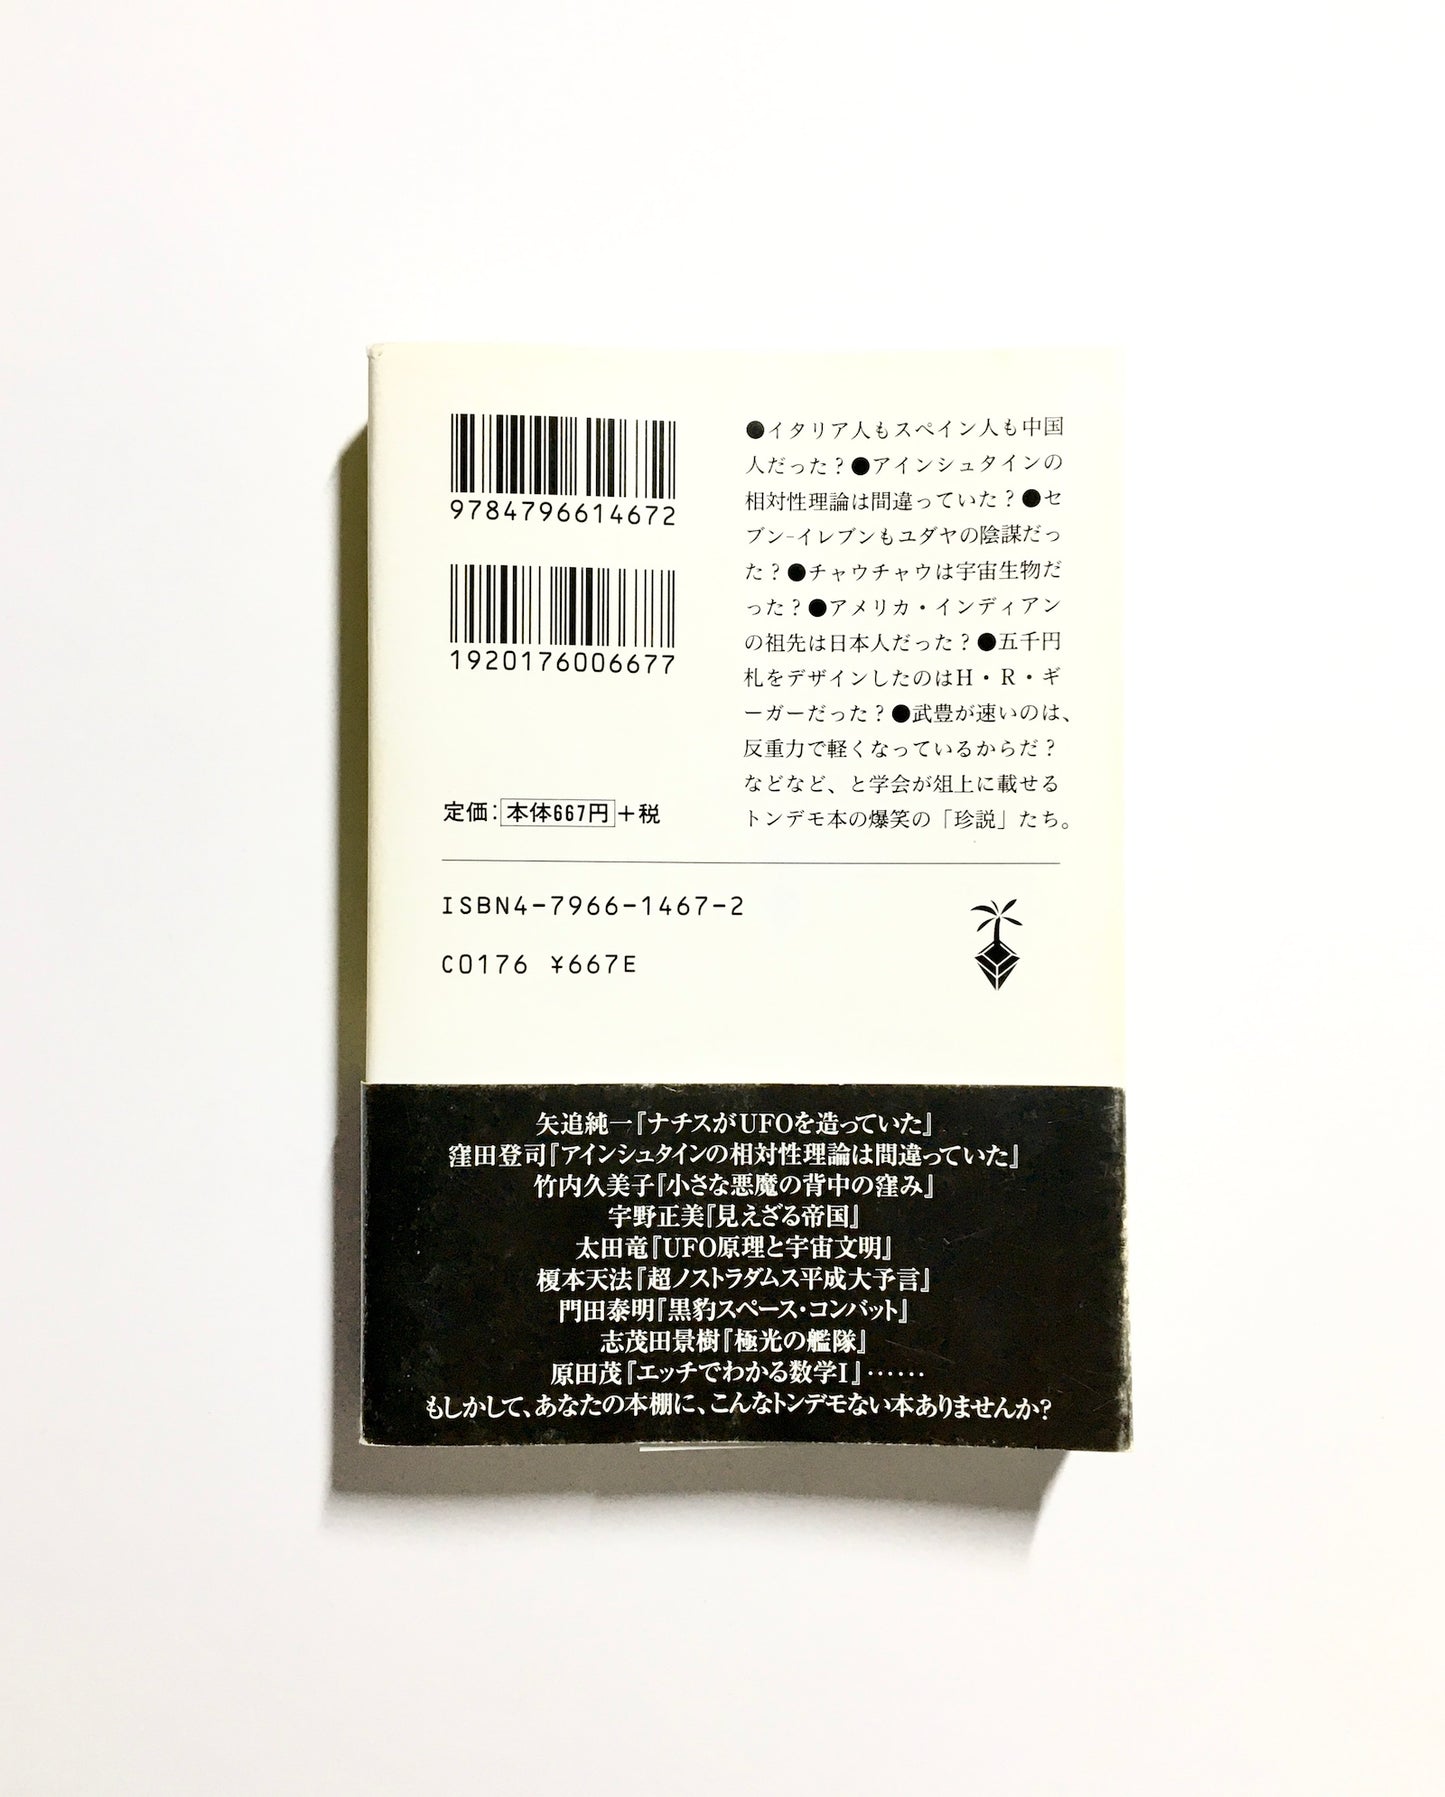 9784796614672
1920176006677
定価：本体667円＋税
●イタリア人もスペイン人も中国
人だった？●アインシュタインの
相対性理論は間違っていた？●セ
ブン-イレブンもユダヤの陰謀だっ
た？●チャウチャウは宇宙生物だ
った？●アメリカ・インディアン
の祖先は日本人だった？●五千円
札をデザインしたのはH・R・ギ
ーガーだった？●武豊が速いのは、
反重力で軽くなっているからだ？
などなど、と学会が俎上に載せる
トンデモ本の爆笑の「珍説」たち。
ISBN4-7966-1467-2
C0176 ¥667E
矢追純一『ナチスがUFOを造っていた』
窪田登司『アインシュタインの相対性理論は間違っていた』
竹内久美子『小さな悪魔の背中の窪み』
宇野正美『見えざる帝国』
太田竜『UFO原理と宇宙文明』
榎本天法『超ノストラダムス平成大予言』
門田泰明『黒豹スペース・コンバット』
志茂田景樹『極光の艦隊』
原田茂『エッチでわかる数学I』……
もしかして、あなたの本棚に、こんなトンデモない本ありませんか？